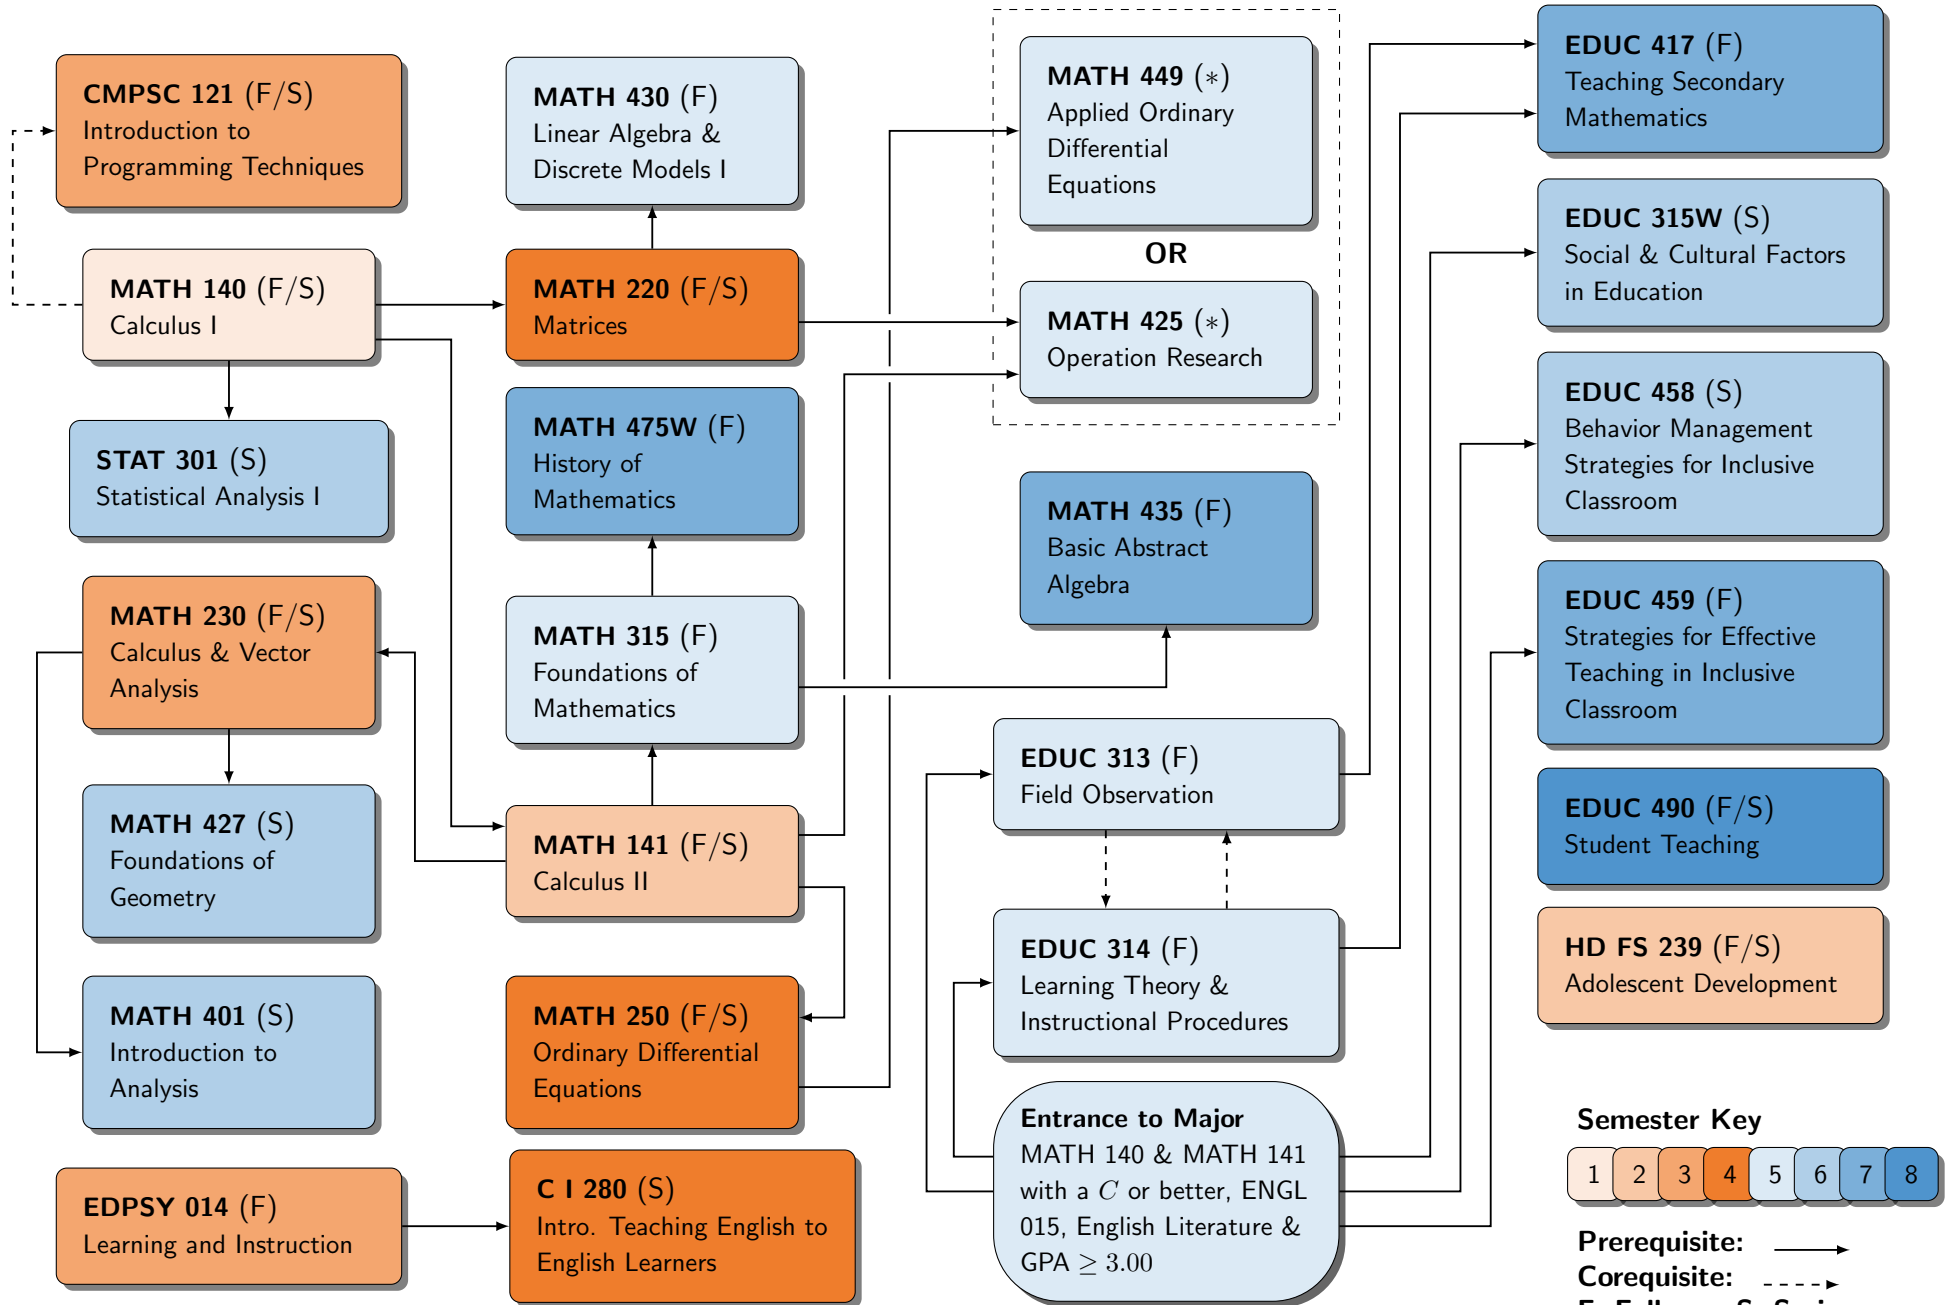 CMPSC 121 (F/S)
Introduction to
Programming Techniques
MATH 140 (F/S)
Calculus I
STAT 301 (S)
Statistical Analysis I
MATH 230 (F/S)
Calculus & Vector
Analysis
MATH 427 (S)
Foundations of
Geometry
MATH 401 (S)
Introduction to
Analysis
EDPSY 014 (F)
Learning and Instruction
MATH 430 (F)
Linear Algebra &
Discrete Models I
MATH 220 (F/S)
Matrices
MATH 475W (F)
History of
Mathematics
MATH 315 (F)
Foundations of
Mathematics
MATH 141 (F/S)
Calculus II
MATH 250 (F/S)
Ordinary Differential
Equations
C I 280 (S)
Intro. Teaching English to
English Learners
MATH 449 (∗)
Applied Ordinary
Differential
Equations
OR
MATH 425 (∗)
Operation Research
MATH 435 (F)
Basic Abstract
Algebra
EDUC 313 (F)
Field Observation
EDUC 314 (F)
Learning Theory &
Instructional Procedures
Entrance to Major
MATH 140 & MATH 141
with a C or better, ENGL
015, English Literature &
GPA ≥ 3.00
EDUC 417 (F)
Teaching Secondary
Mathematics
EDUC 315W (S)
Social & Cultural Factors
in Education
EDUC 458 (S)
Behavior Management
Strategies for Inclusive
Classroom
EDUC 459 (F)
Strategies for Effective
Teaching in Inclusive
Classroom
EDUC 490 (F/S)
Student Teaching
HD FS 239 (F/S)
Adolescent Development
Semester Key
1 2 3 4 5 6 7 8
Prerequisite:
Corequisite: